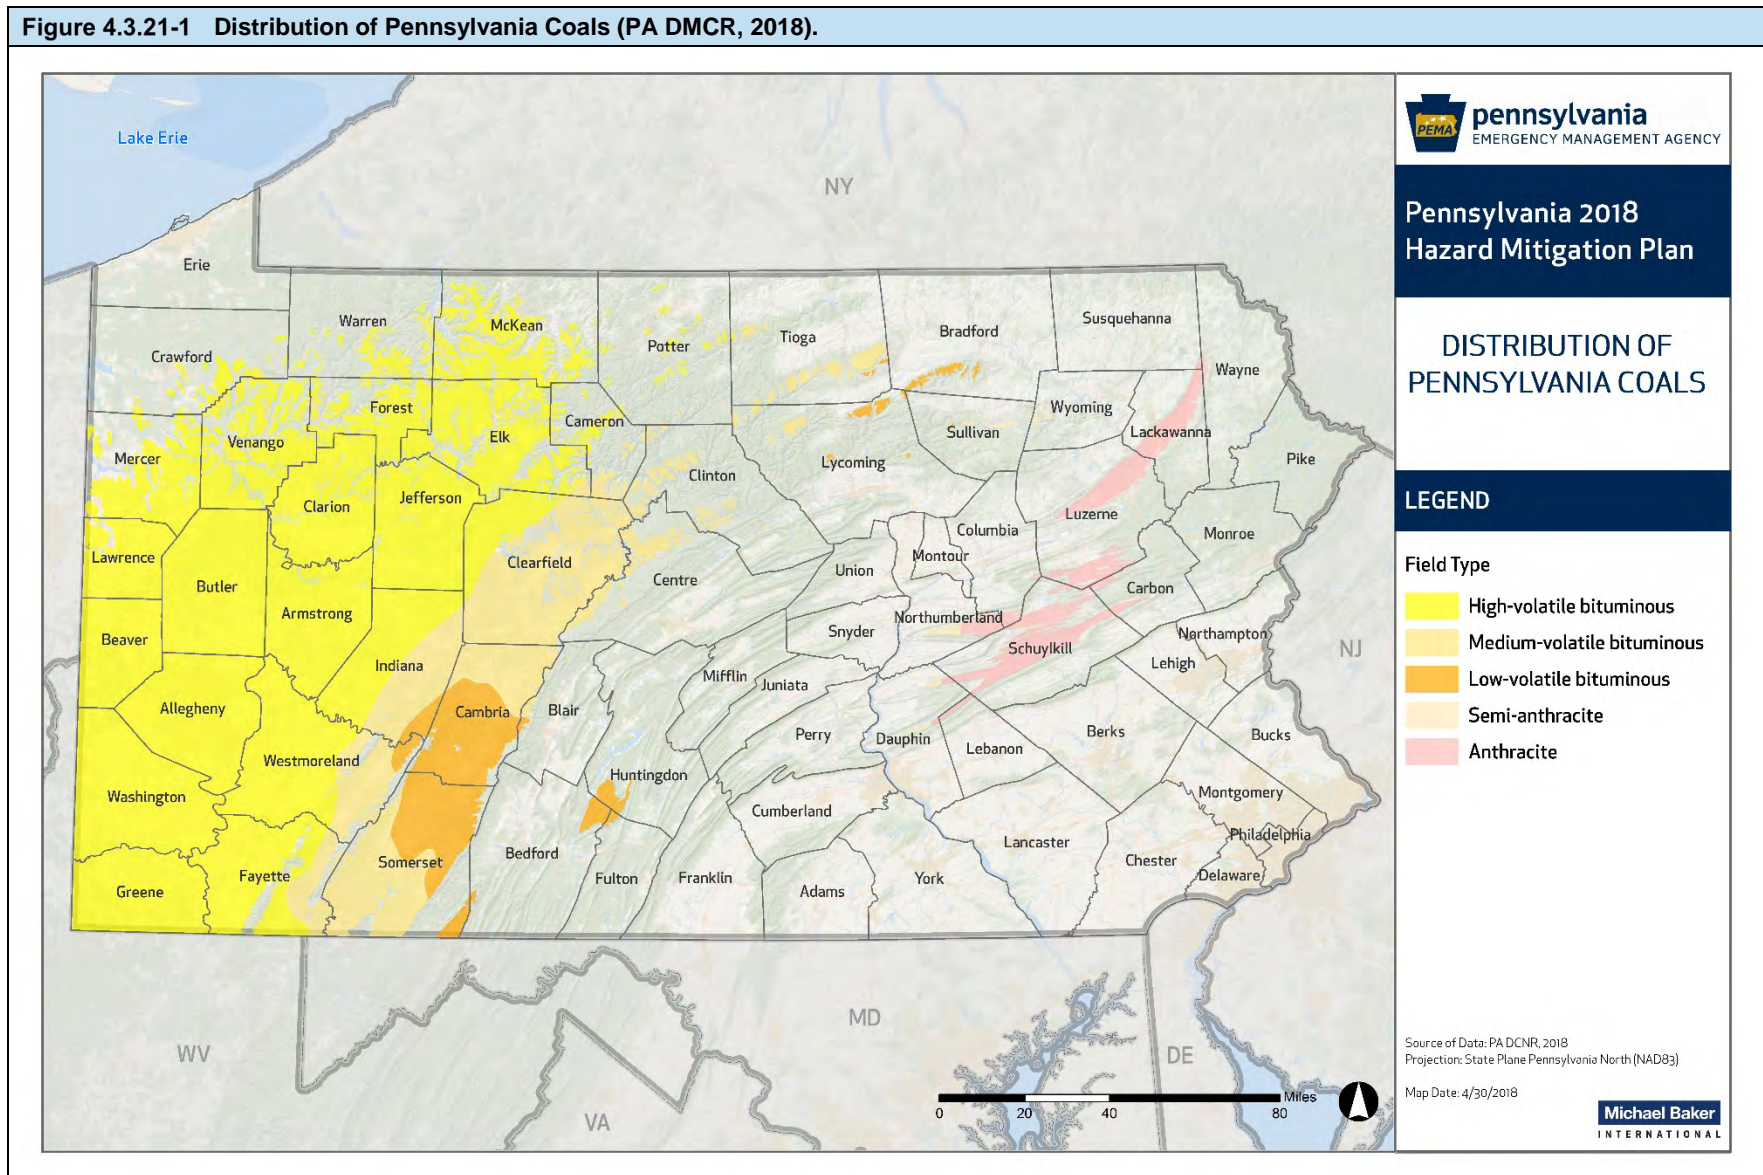 Figure 4.3.21-1 Distribution of Pennsylvania Coals (PA DMCR, 2018).
Lake Erie
NY
Erie
Warren
McKean
Potter
Tioga
Bradford
Susquehanna
Crawford
Wayne
Forest
Cameron
Wyoming
Venango
Elk
Sullivan
Lackawanna
Mercer
Lycoming
Pike
Clinton
Clarion
Jefferson
Luzerne
Columbia
Monroe
Lawrence
Montour
Clearfield
Union
Centre
Butler
Carbon
Armstrong
Northumberland
Beaver
Snyder
Northampton
Schuylkill
NJ
Indiana
Lehigh
Mifflin
Juniata
Allegheny
Cambria
Blair
Perry
Dauphin
Berks
Bucks
Lebanon
Westmoreland
Huntingdon
Washington
Montgomery
Cumberland
Philadelphia
Lancaster
Bedford
Somerset
Chester
Fayette
Fulton
Franklin
York
Delaware
Greene
Adams
MD
WV
DE
VA
0 20 40 80 Miles
PEMA
pennsylvania
EMERGENCY MANAGEMENT AGENCY
Pennsylvania 2018
Hazard Mitigation Plan
DISTRIBUTION OF
PENNSYLVANIA COALS
LEGEND
Field Type
High-volatile bituminous
Medium-volatile bituminous
Low-volatile bituminous
Semi-anthracite
Anthracite
Source of Data: PA DCNR, 2018
Projection: State Plane Pennsylvania North (NAD83)
Map Date: 4/30/2018
Michael Baker
INTERNATIONAL